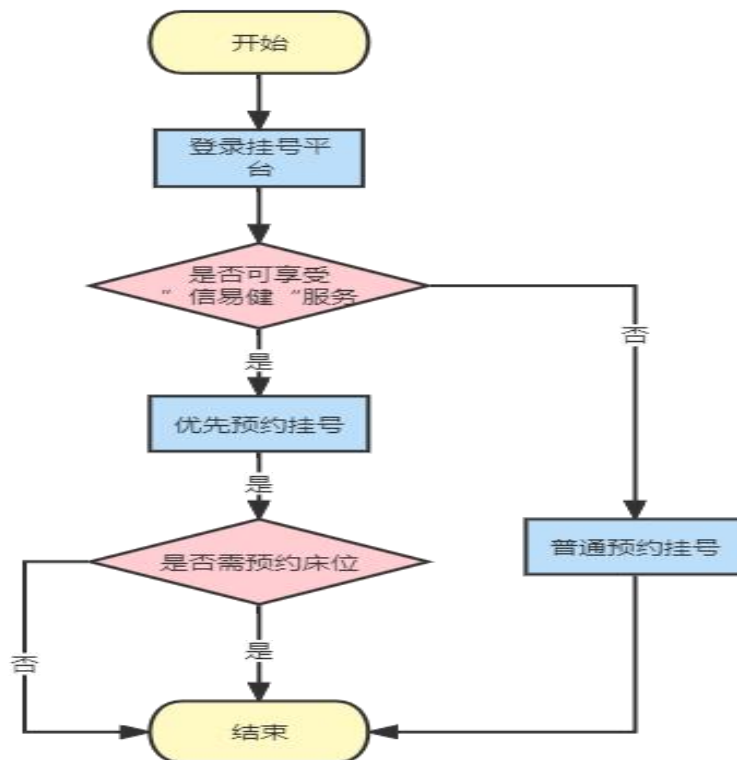 开始
登录挂号平
台
是否可享受
”信易健“服务
否
是
优先预约挂号
是
是否需预约床位
普通预约挂号
否
是
结束